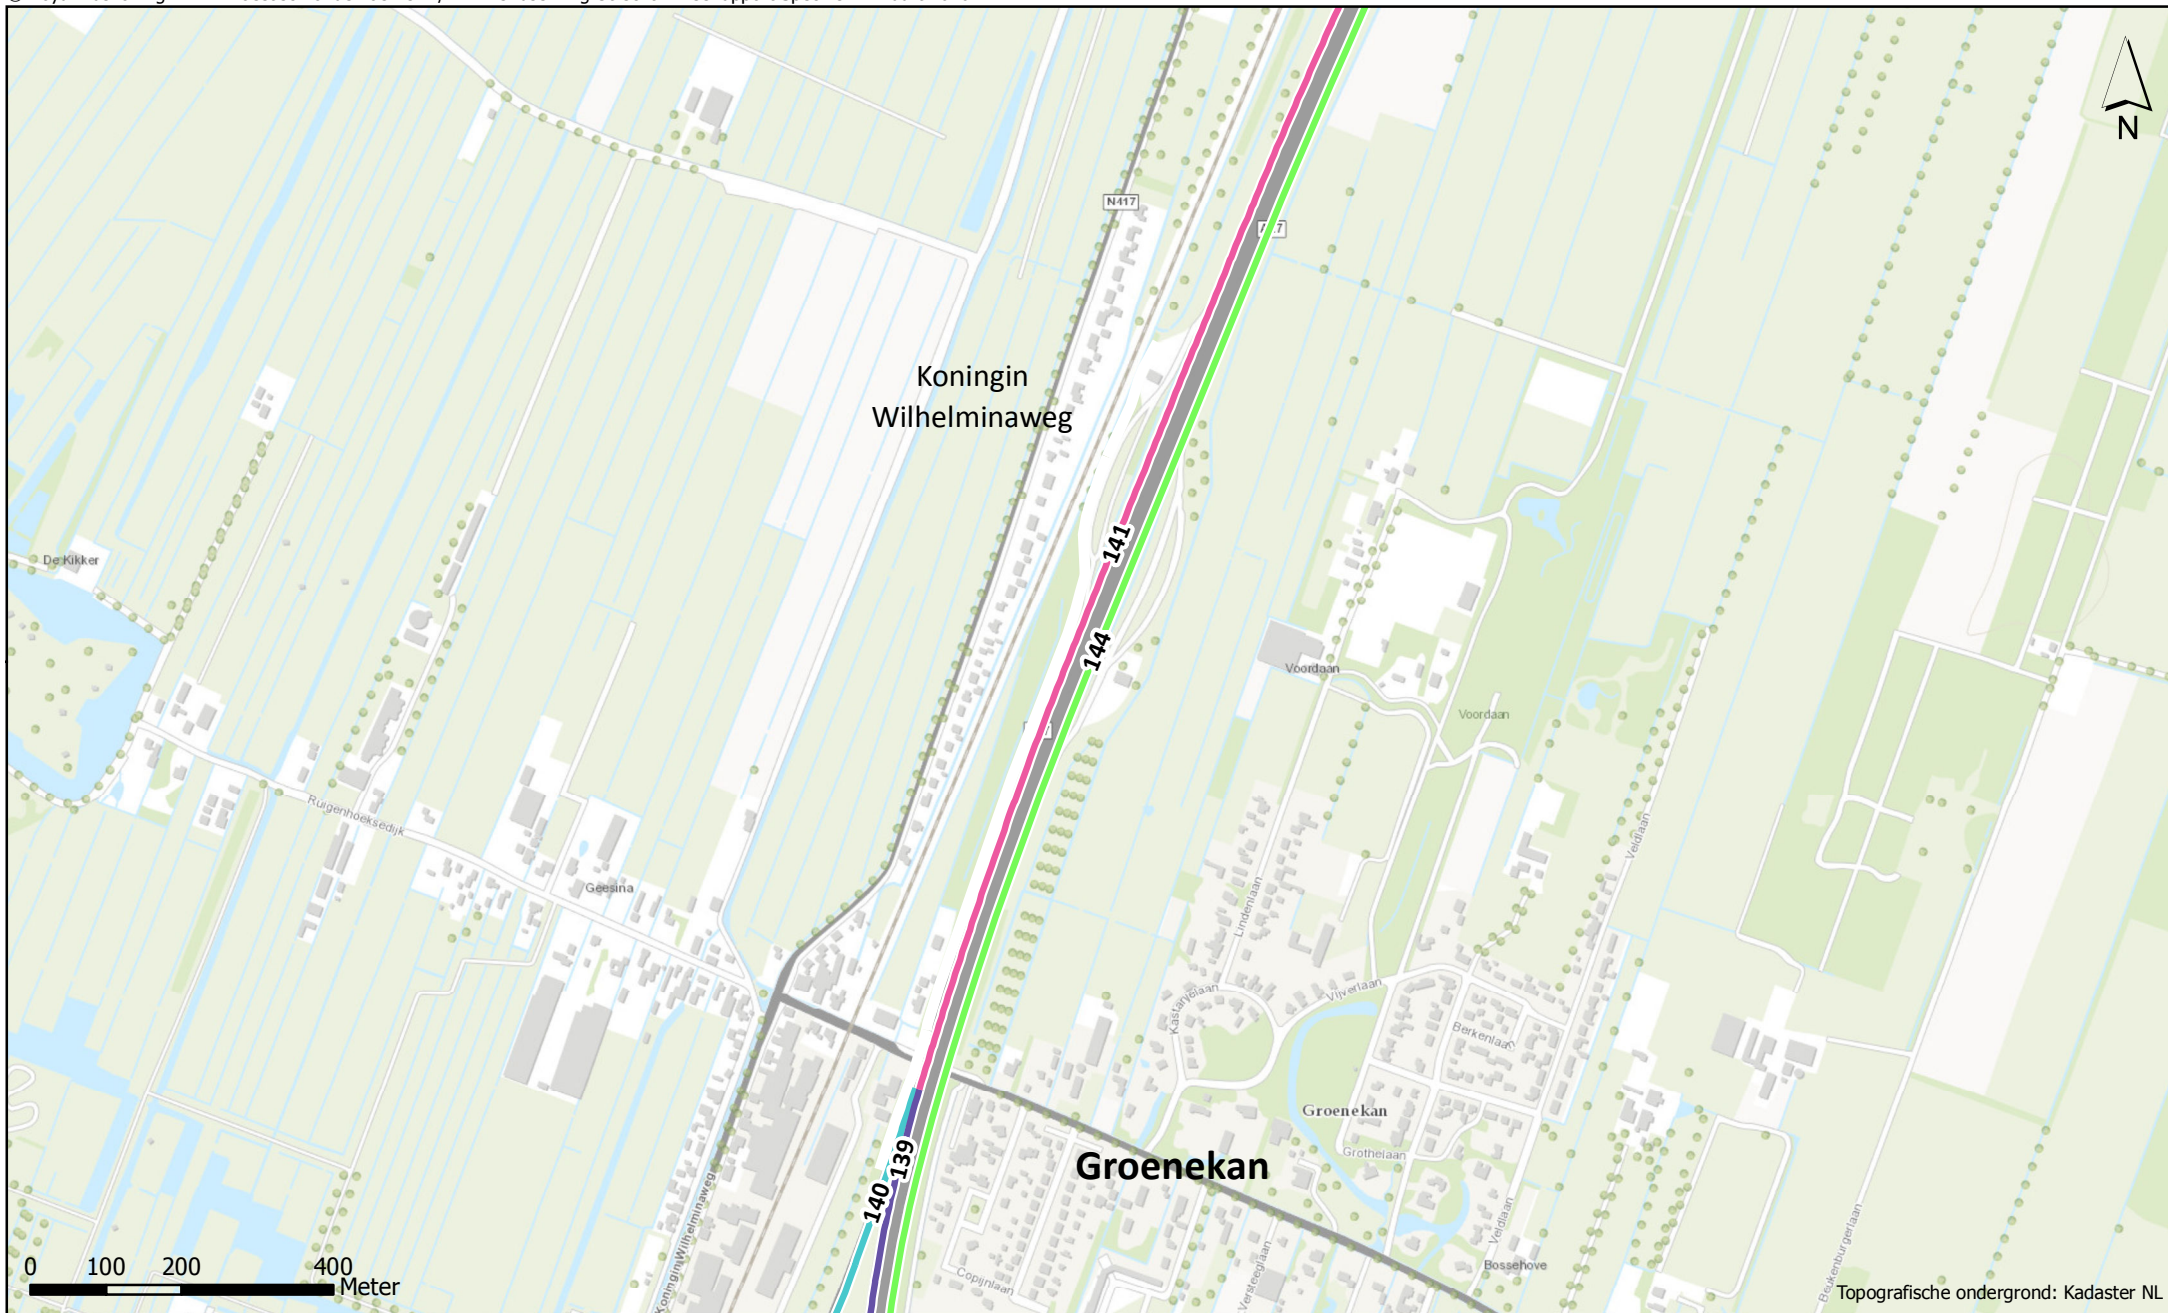 N417
N
Koningin
Wilhelminaweg
141
De Kikker
144
Voordaan
Voordaan
Ruigenhoeksedijk
Veldlaan
Geesina
Lindenlaan
Kastanjelaan
Vijverlaan
Berkenlaan
Groenekan
139
Grothelaan
Groenekan
140
Koningin Wilhelminaweg
Veldlaan
Versteeglaan
Beukenburgerlaan
Bossehove
Copijnlaan
0 100 200 400
Meter
Topografische ondergrond: Kadaster NL